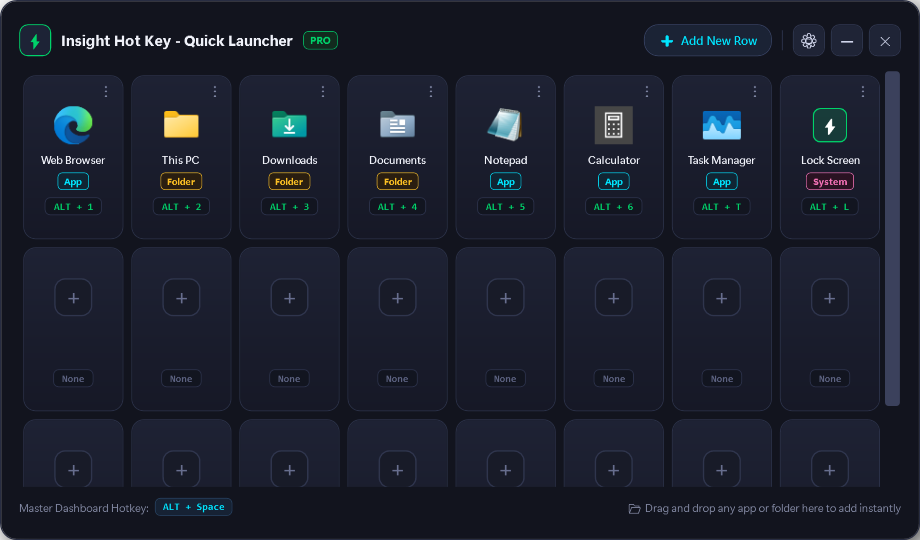 Insight Hot Key - Quick Launcher PRO
Add New Row
Web Browser
App
ALT + 1
This PC
Folder
ALT + 2
Downloads
Folder
ALT + 3
Documents
Folder
ALT + 4
Notepad
App
ALT + 5
Calculator
App
ALT + 6
Task Manager
App
ALT + T
Lock Screen
System
ALT + L
None
None
None
None
None
None
None
None
Master Dashboard Hotkey: ALT + Space
Drag and drop any app or folder here to add instantly